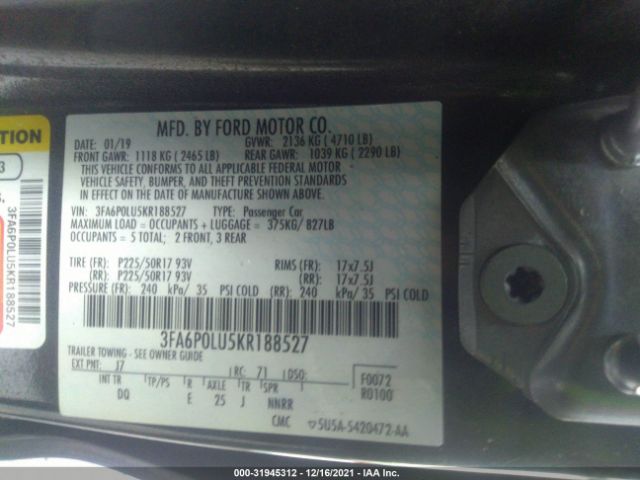 MFD. BY FORD MOTOR CO.
DATE: 01/19 GVWR: 2136 KG ( 4710 LB)
FRONT GAWR: 1118 KG ( 2465 LB) REAR GAWR: 1039 KG ( 2290 LB)
THIS VEHICLE CONFORMS TO ALL APPLICABLE FEDERAL MOTOR
VEHICLE SAFETY, BUMPER, AND THEFT PREVENTION STANDARDS
IN EFFECT ON THE DATE OF MANUFACTURE SHOWN ABOVE.
VIN: 3FA6P0LU5KR188527 TYPE: Passenger Car
MAXIMUM LOAD = OCCUPANTS + LUGGAGE = 375KG/ 827LB
OCCUPANTS = 5 TOTAL; 2 FRONT, 3 REAR
TIRE (FR): P225/50R17 93V RIMS (FR): 17x7.5J
(RR): P225/50R17 93V (RR): 17x7.5J
PRESSURE (FR): 240 kPa/ 35 PSI COLD (RR): 240 kPa/ 35 PSI COLD
3FA6P0LU5KR188527
TRAILER TOWING - SEE OWNER GUIDE
EXT PNT: J7 RC: 71 DSO: F0072
INT TR TP/PS R AXLE TR SPR R0100
DQ E 25 J NNRR
CMC 5U5A-5420472-AA
TION
3
3FA6P0LU5KR188527
000-31945312 - 12/16/2021 - IAA Inc.